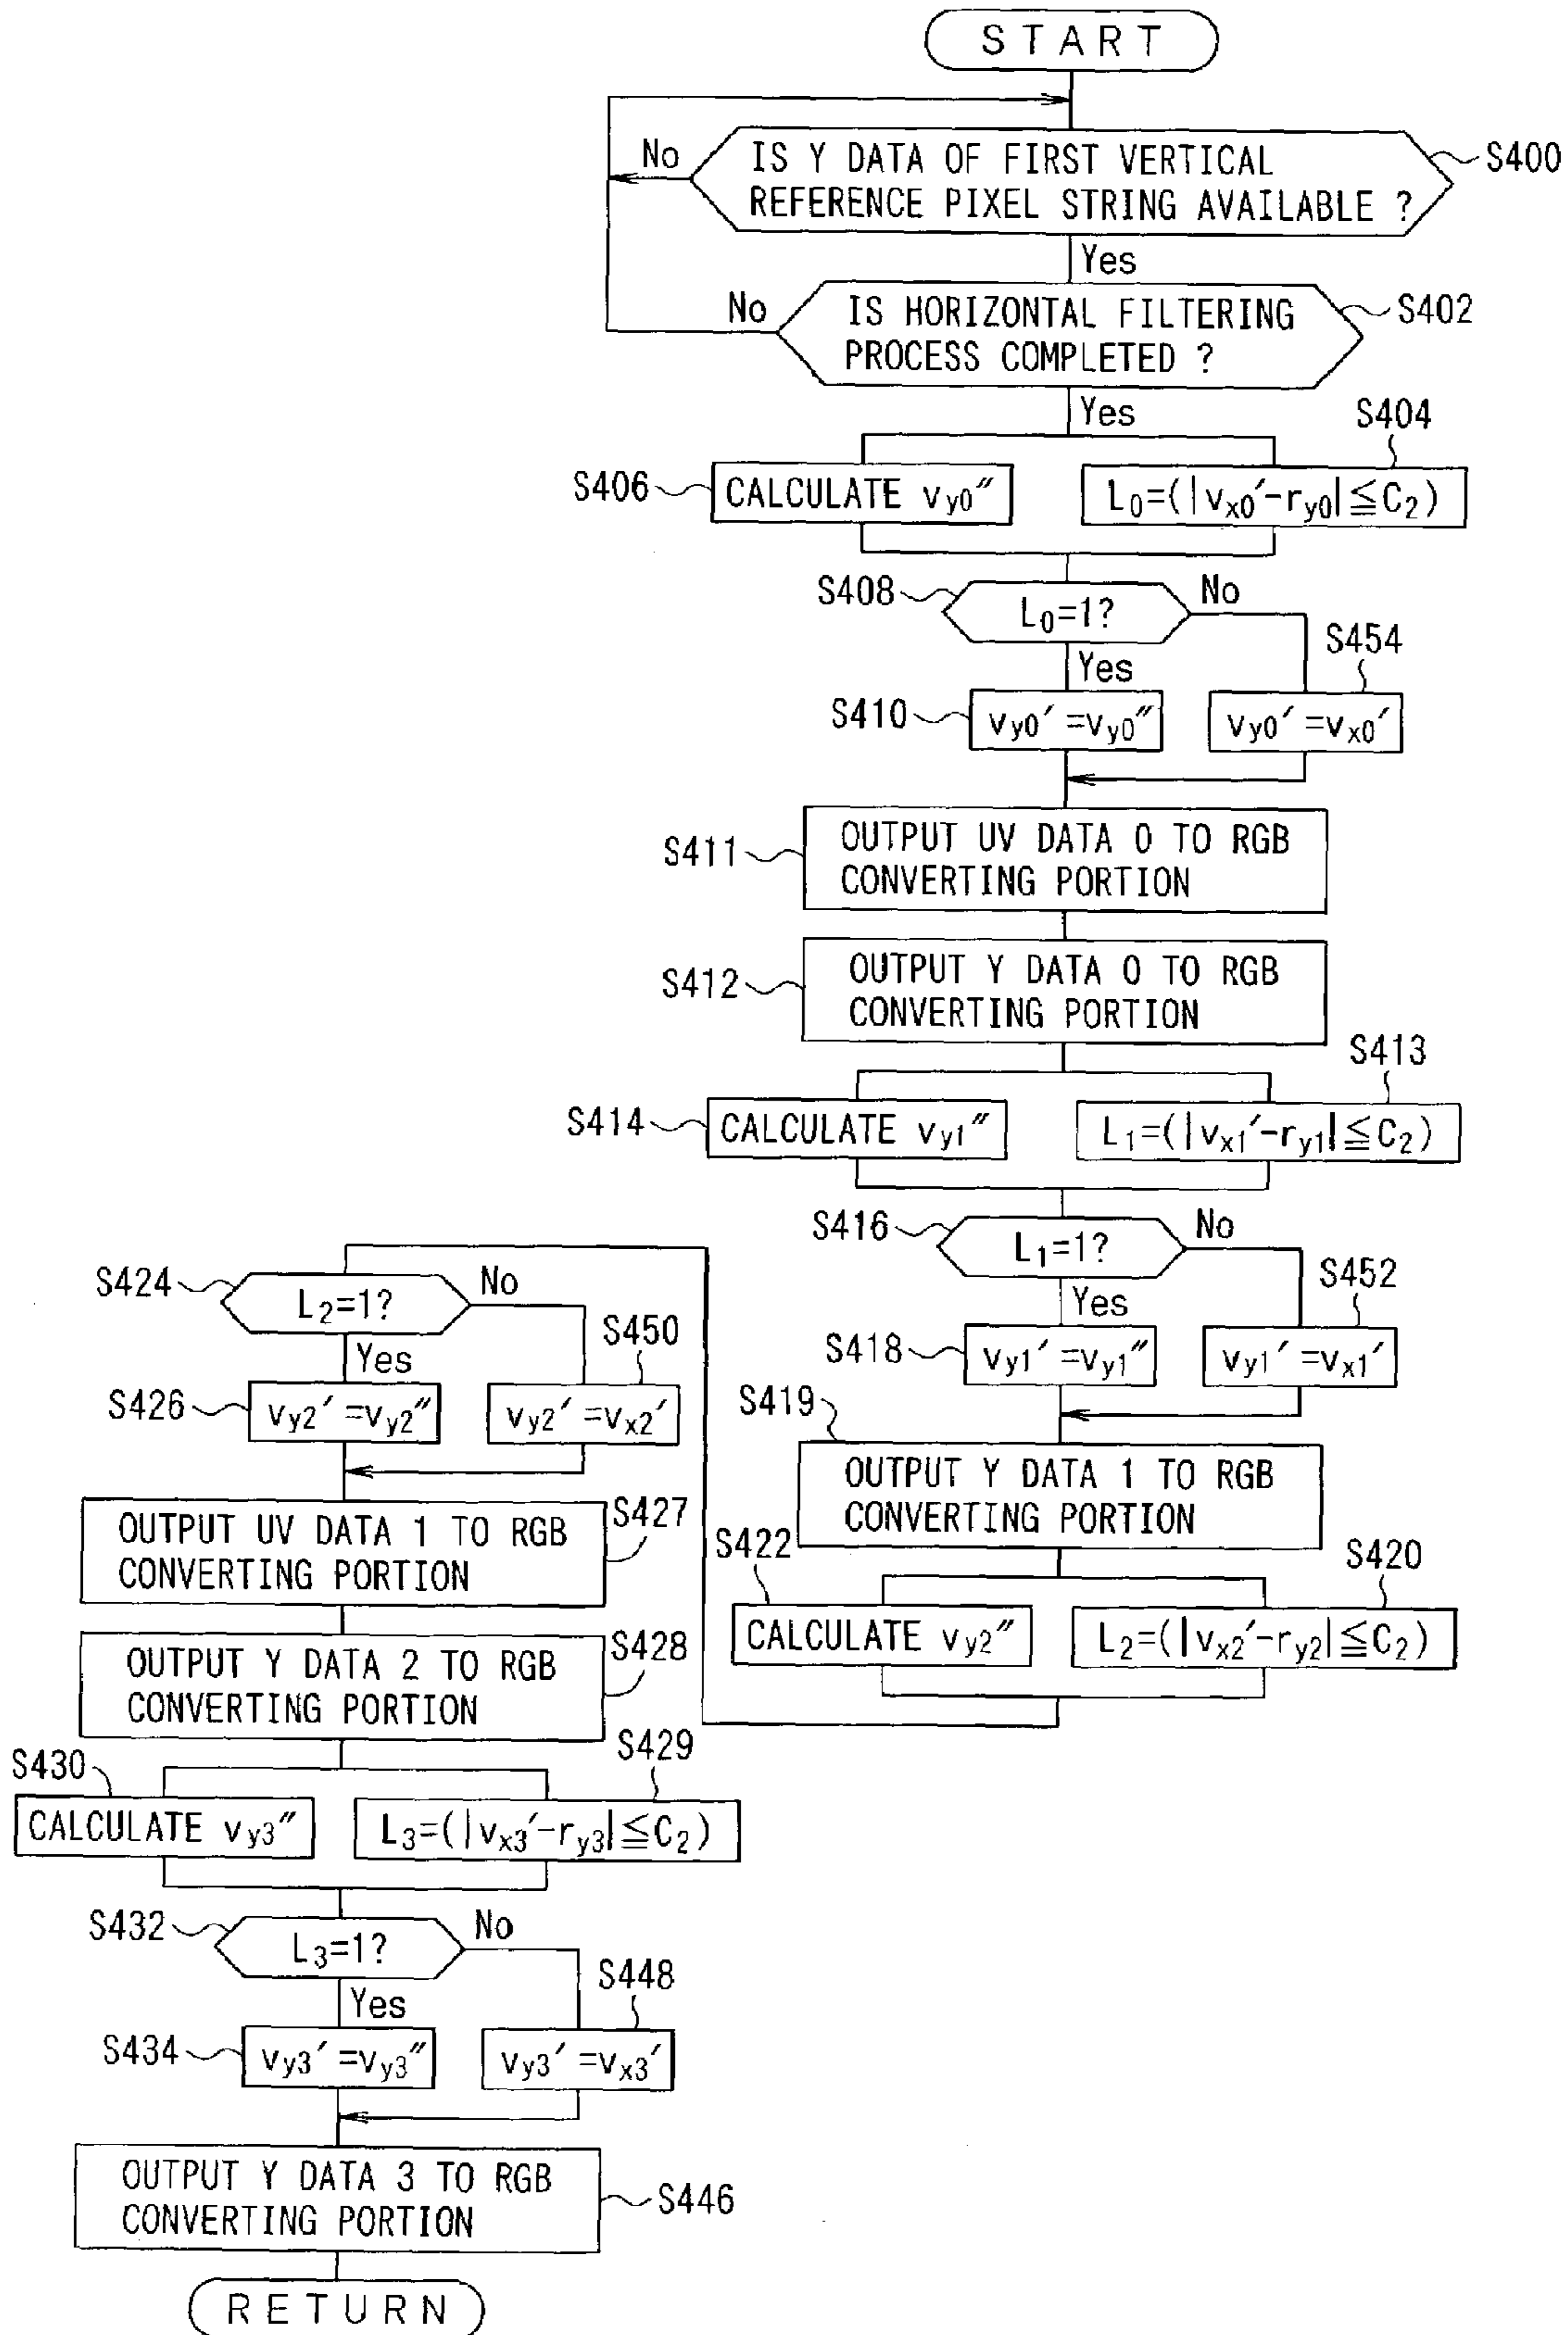 START
IS Y DATA OF FIRST VERTICAL
REFERENCE PIXEL STRING AVAILABLE ?
S400
No
Yes
IS HORIZONTAL FILTERING
PROCESS COMPLETED ?
S402
No
Yes
S404
S406
CALCULATE vy0″
L0=(|vx0′-ry0|≦C2)
S408
L0=1?
No
S454
Yes
S410
vy0′=vy0″
vy0′=vx0′
S411
OUTPUT UV DATA 0 TO RGB
CONVERTING PORTION
S412
OUTPUT Y DATA 0 TO RGB
CONVERTING PORTION
S413
S414
CALCULATE vy1″
L1=(|vx1′-ry1|≦C2)
S416
L1=1?
No
S452
Yes
S418
vy1′=vy1″
vy1′=vx1′
S419
OUTPUT Y DATA 1 TO RGB
CONVERTING PORTION
S422
S420
CALCULATE vy2″
L2=(|vx2′-ry2|≦C2)
S424
L2=1?
No
S450
Yes
S426
vy2′=vy2″
vy2′=vx2′
OUTPUT UV DATA 1 TO RGB
CONVERTING PORTION
S427
OUTPUT Y DATA 2 TO RGB
CONVERTING PORTION
S428
S429
S430
CALCULATE vy3″
L3=(|vx3′-ry3|≦C2)
S432
L3=1?
No
S448
Yes
S434
vy3′=vy3″
vy3′=vx3′
OUTPUT Y DATA 3 TO RGB
CONVERTING PORTION
S446
RETURN